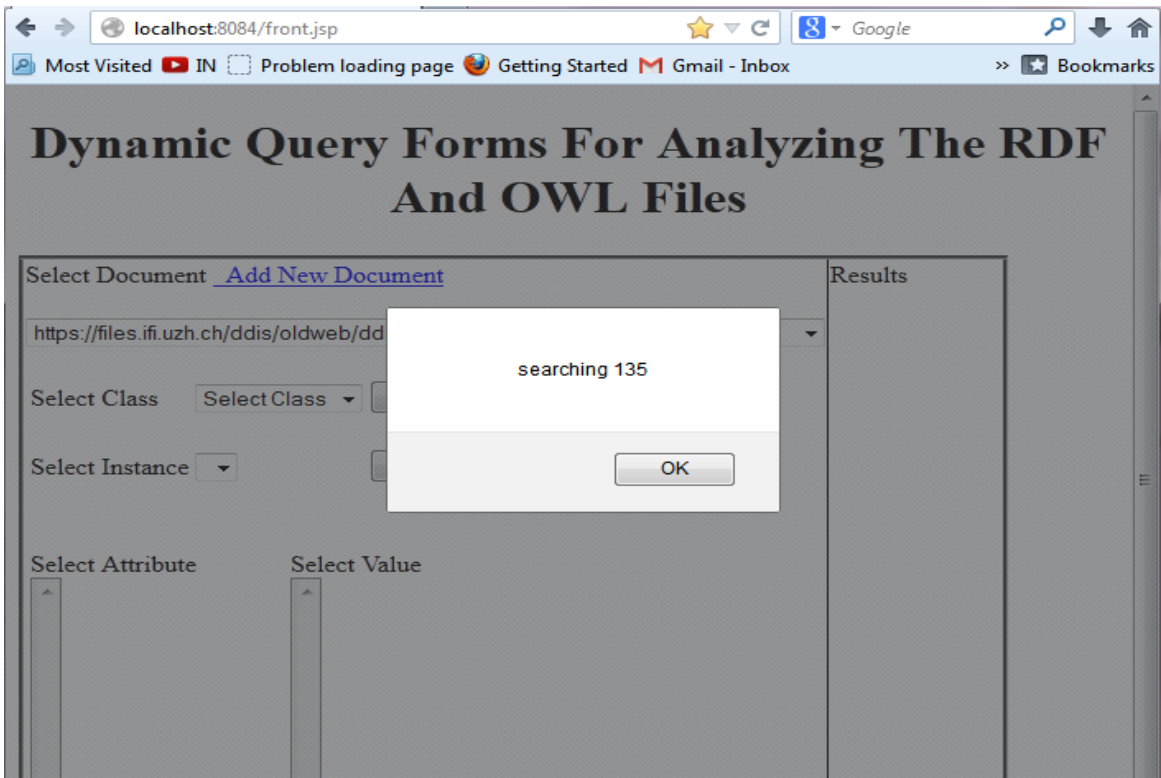 localhost:8084/front.jsp
8 Google
Most Visited IN Problem loading page Getting Started Gmail - Inbox » Bookmarks
Dynamic Query Forms For Analyzing The RDF
And OWL Files
Select Document Add New Document
Results
https://files.ifi.uzh.ch/ddis/oldweb/dd
searching 135
Select Class Select Class
Select Instance
OK
Select Attribute Select Value